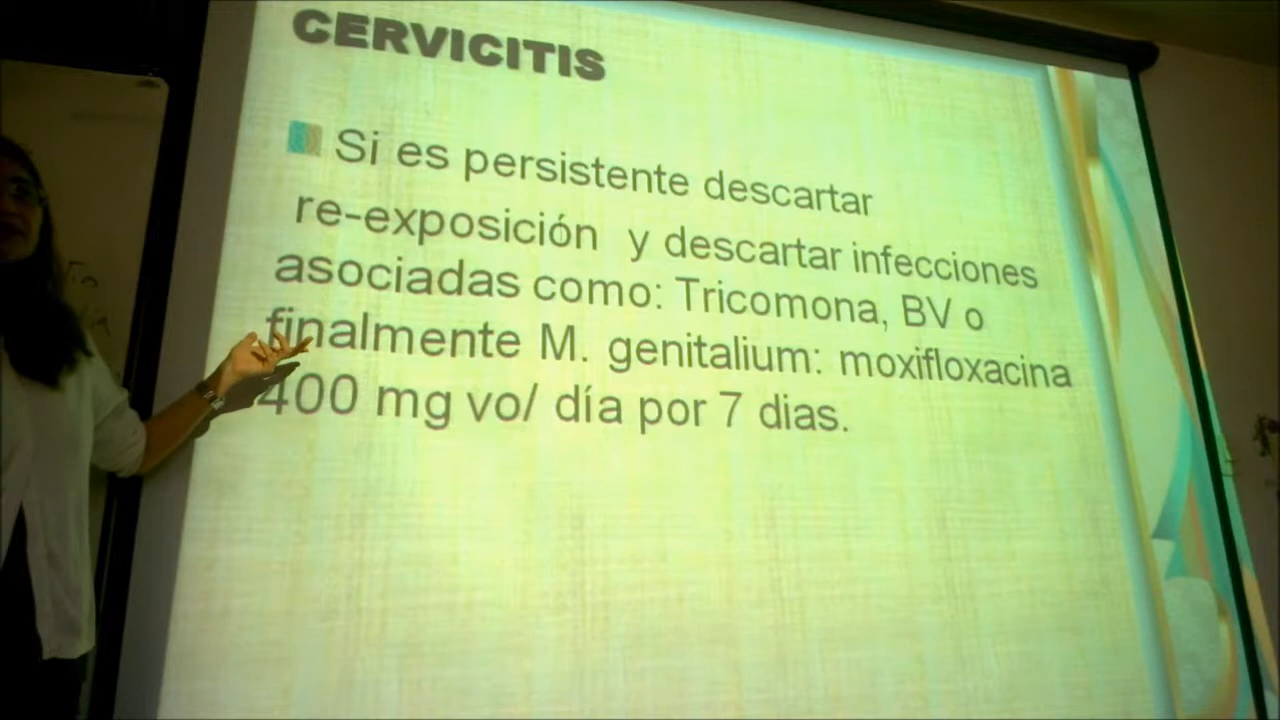 CERVICITIS
Si es persistente descartar
re-exposición y descartar infecciones
asociadas como: Tricomona, BV o
finalmente M. genitalium: moxifloxacina
400 mg vo/ día por 7 dias.